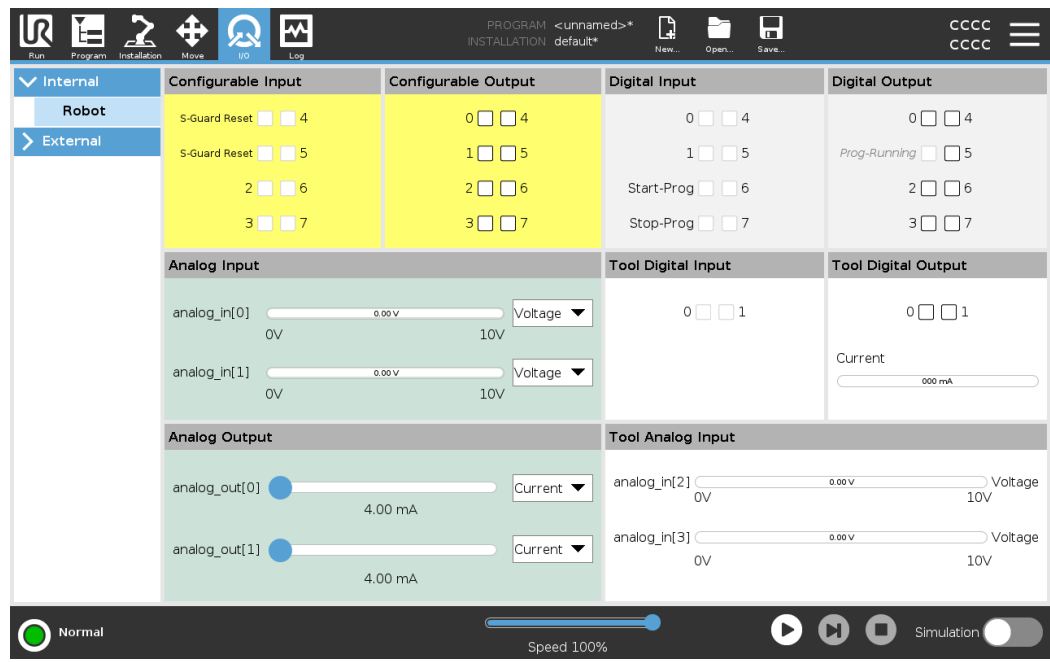 PROGRAM <unnamed>*
INSTALLATION default*
CCCC
CCCC
Run Program Installation Move I/O Log New... Open... Save...
Internal
Robot
External
Configurable Input
S-Guard Reset 4
S-Guard Reset 5
2 6
3 7
Configurable Output
0 4
1 5
2 6
3 7
Digital Input
0 4
1 5
Start-Prog 6
Stop-Prog 7
Digital Output
0 4
Prog-Running 5
2 6
3 7
Analog Input
analog_in[0] 0.00 V Voltage
0V 10V
analog_in[1] 0.00 V Voltage
0V 10V
Tool Digital Input
0 1
Tool Digital Output
0 1
Current
000 mA
Analog Output
analog_out[0] Current
4.00 mA
analog_out[1] Current
4.00 mA
Tool Analog Input
analog_in[2] 0.00 V Voltage
0V 10V
analog_in[3] 0.00 V Voltage
0V 10V
Normal
Speed 100%
Simulation